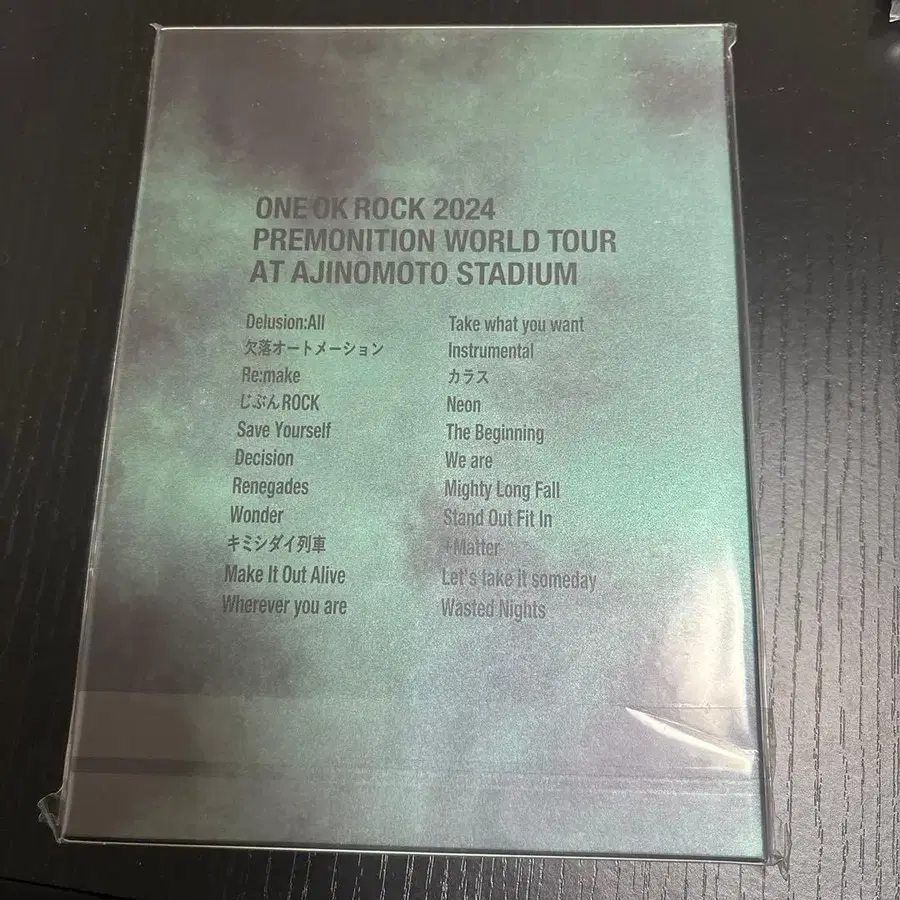 ONE OK ROCK 2024
PREMONITION WORLD TOUR
AT AJINOMOTO STADIUM
Delusion:All
欠落オートメーション
Re:make
じぶんROCK
Save Yourself
Decision
Renegades
Wonder
キミシダイ列車
Make It Out Alive
Wherever you are
Take what you want
Instrumental
カラス
Neon
The Beginning
We are
Mighty Long Fall
Stand Out Fit In
+Matter
Let's take it someday
Wasted Nights